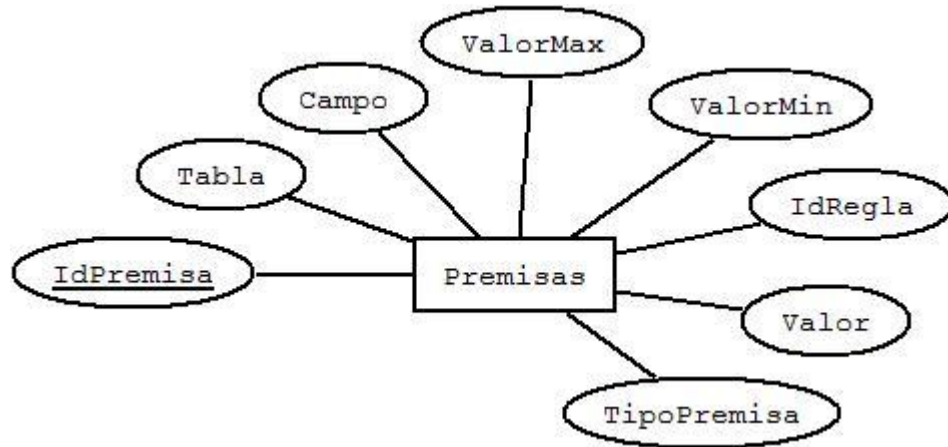 ValorMax
Campo
ValorMin
Tabla
IdRegla
IdPremisa
Premisas
Valor
TipoPremisa